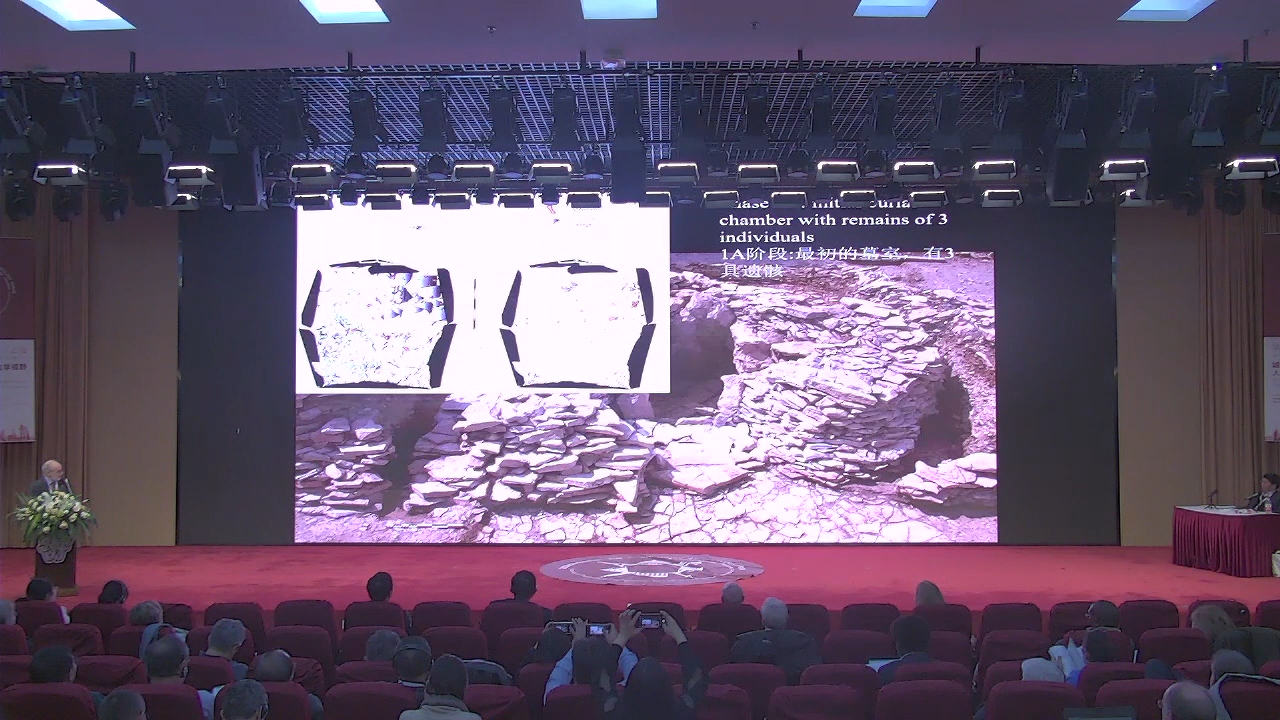 chamber with remains of 3
individuals
1A阶段:最初的墓室，有3
具遗骸